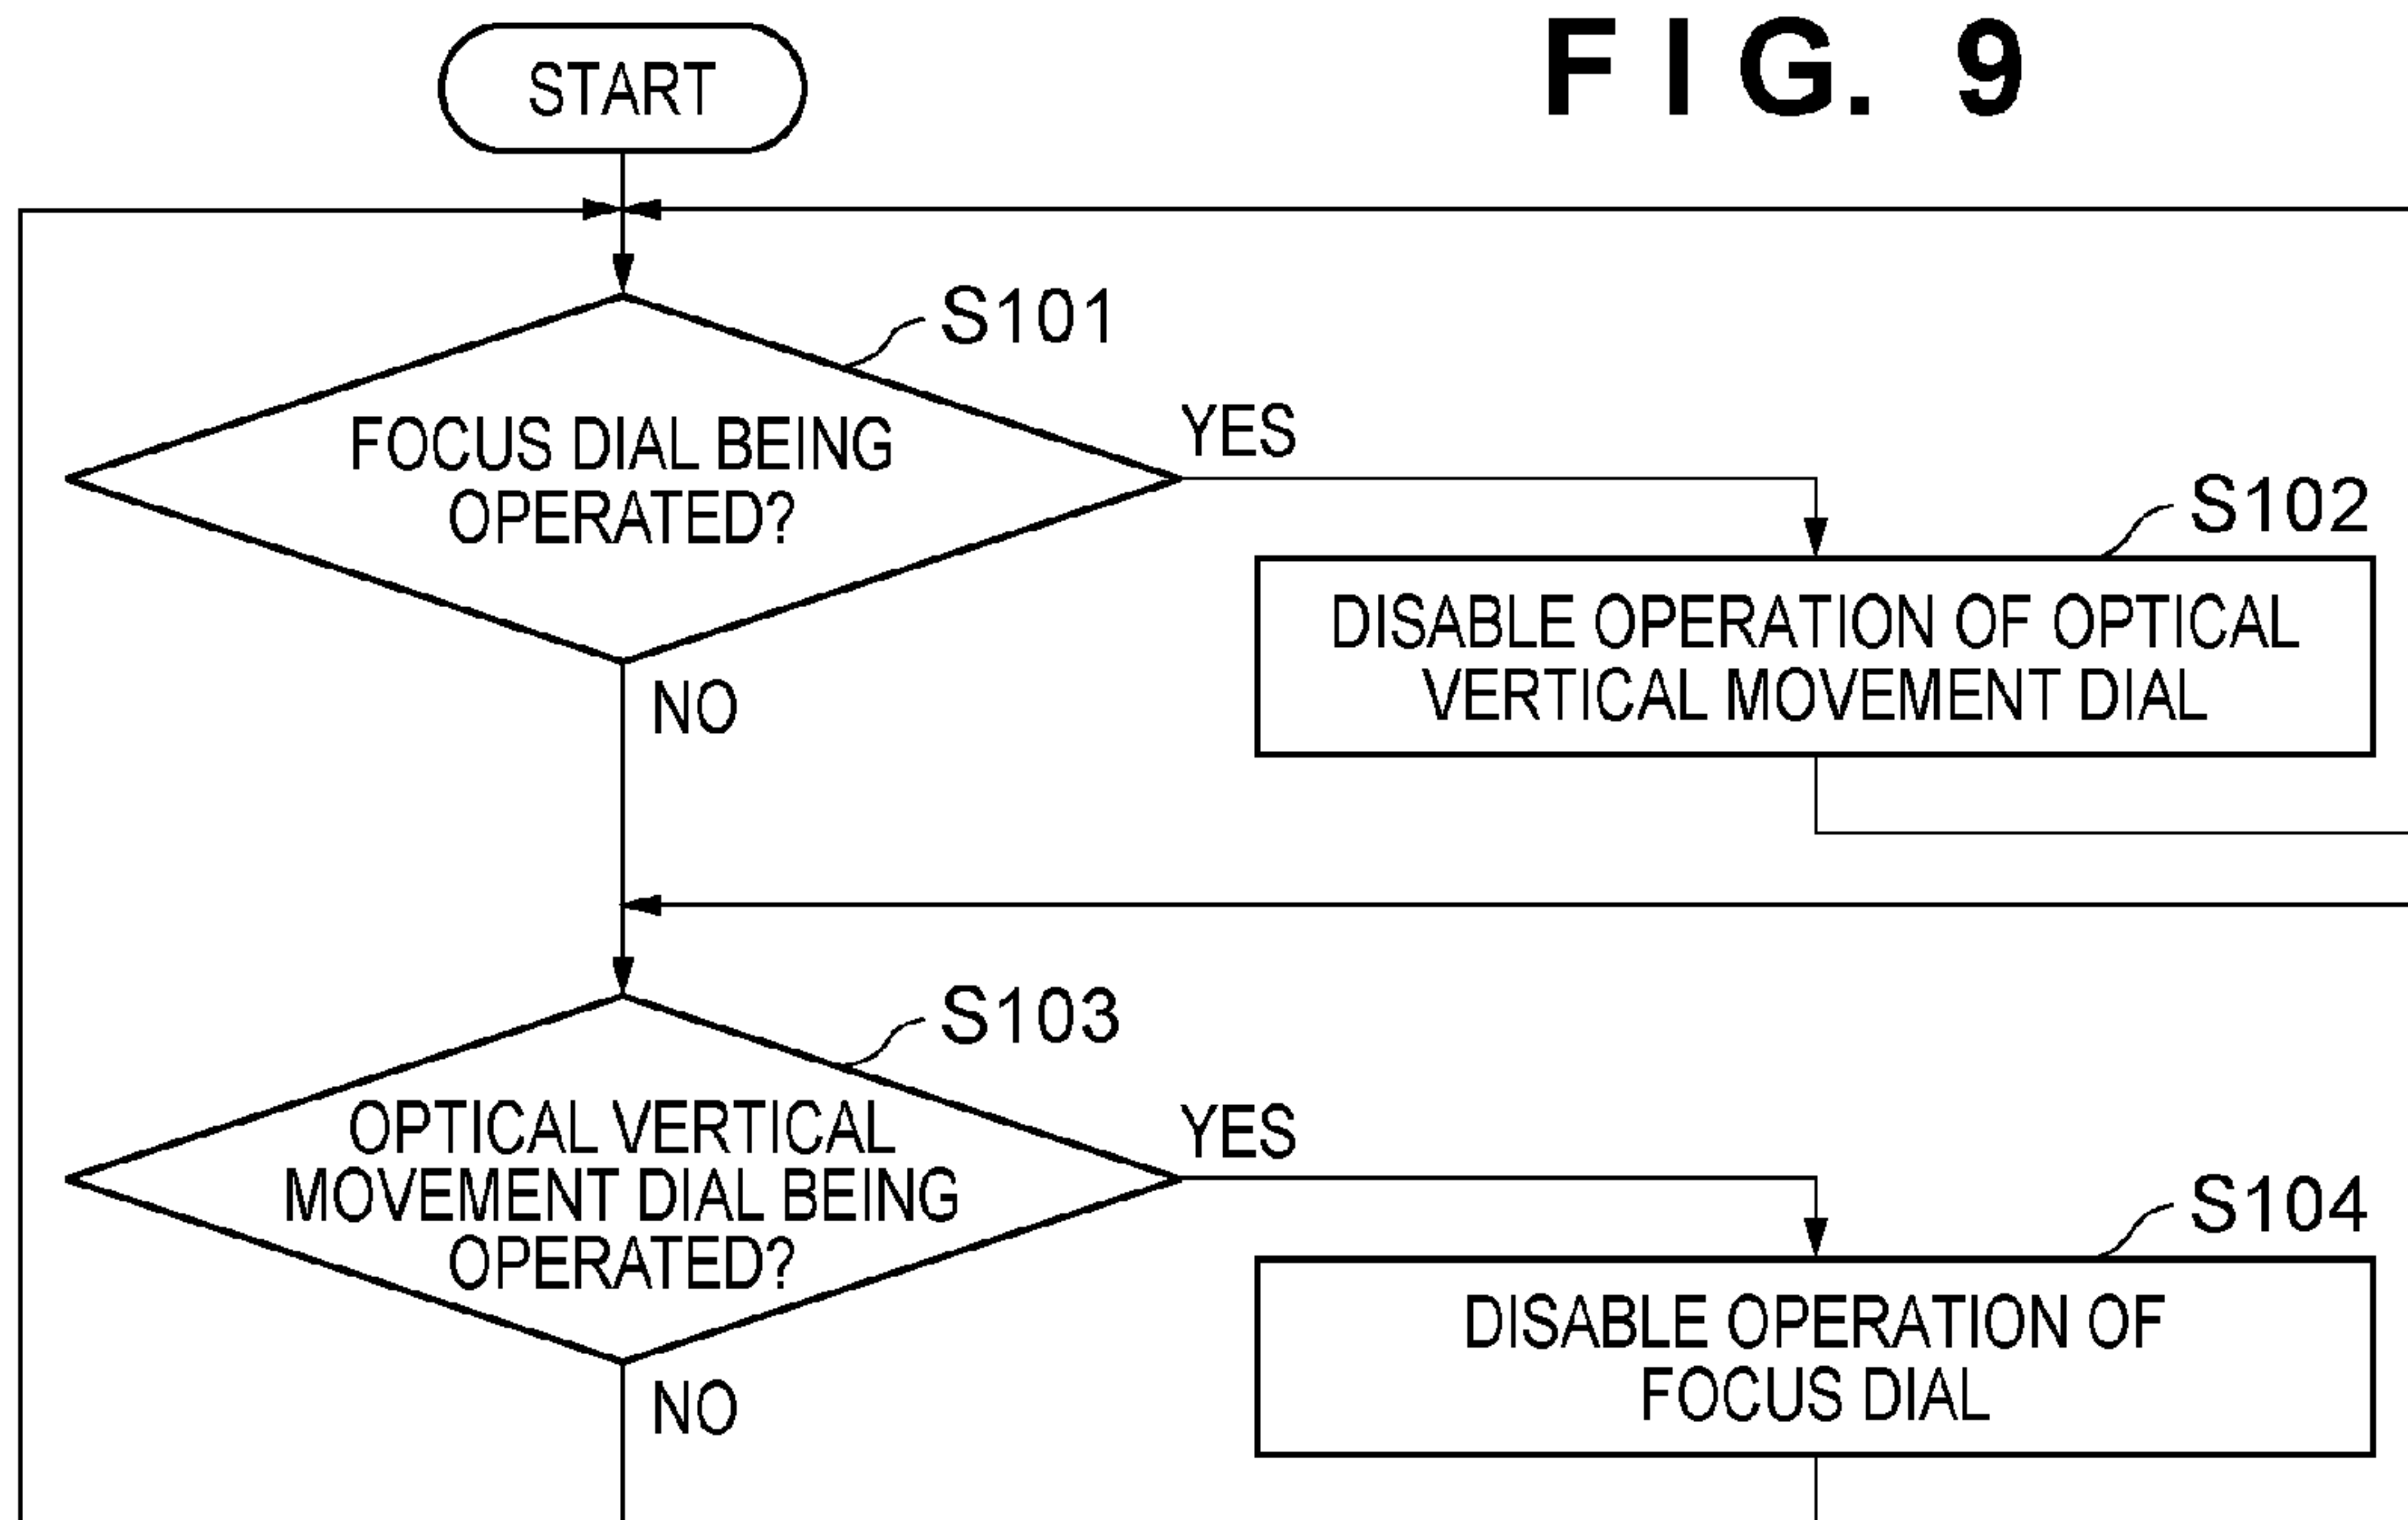 FIG. 9
START
S101
FOCUS DIAL BEING
OPERATED?
YES
S102
DISABLE OPERATION OF OPTICAL
VERTICAL MOVEMENT DIAL
NO
S103
OPTICAL VERTICAL
MOVEMENT DIAL BEING
OPERATED?
YES
S104
DISABLE OPERATION OF
FOCUS DIAL
NO